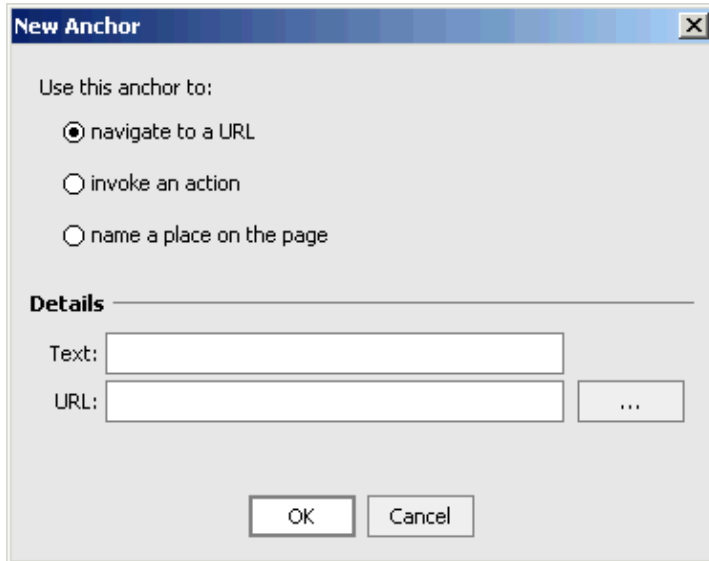 New Anchor
Use this anchor to:
navigate to a URL
invoke an action
name a place on the page
Details
Text:
URL:
...
OK Cancel